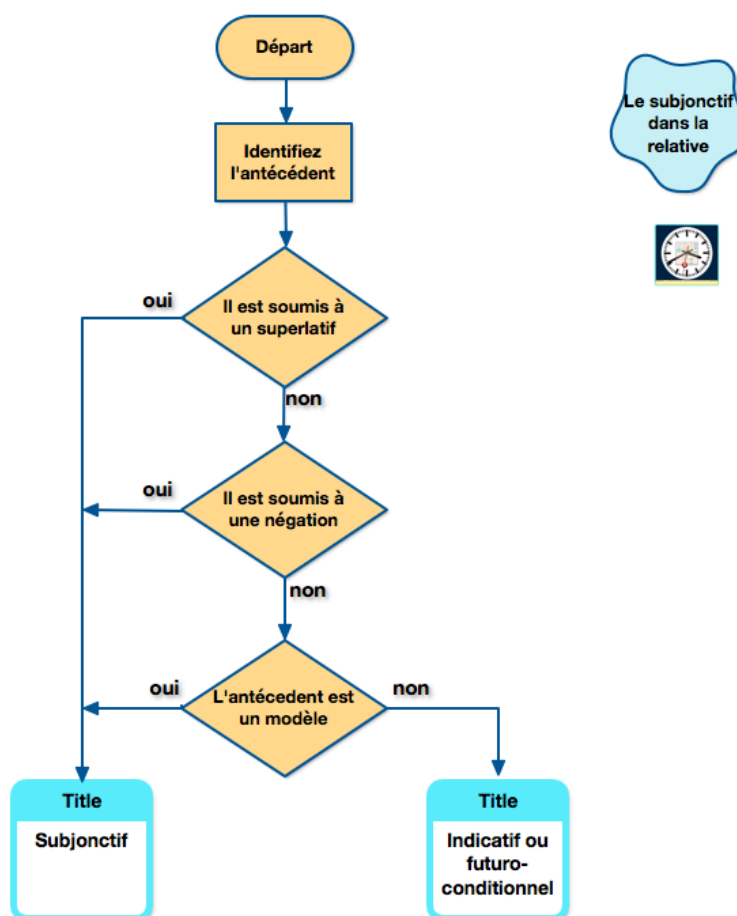 Départ
Le subjonctif
dans la
relative
Identifiez
l'antécédent
oui
Il est soumis à
un superlatif
non
oui
Il est soumis à
une négation
non
oui
L'antécedent est
un modèle
non
Title
Subjonctif
Title
Indicatif ou
futuro-
conditionnel